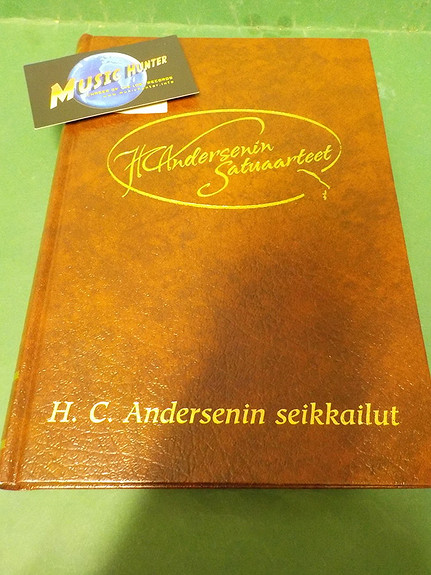 MUSIC HUNTER
H.C. Andersenin
Satuaarteet
H. C. Andersenin seikkailut